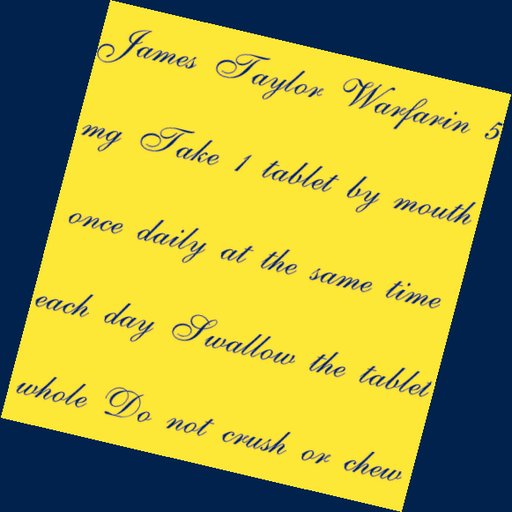 James Taylor Warfarin 5
mg Take 1 tablet by mouth
once daily at the same time
each day Swallow the tablet
whole Do not crush or chew